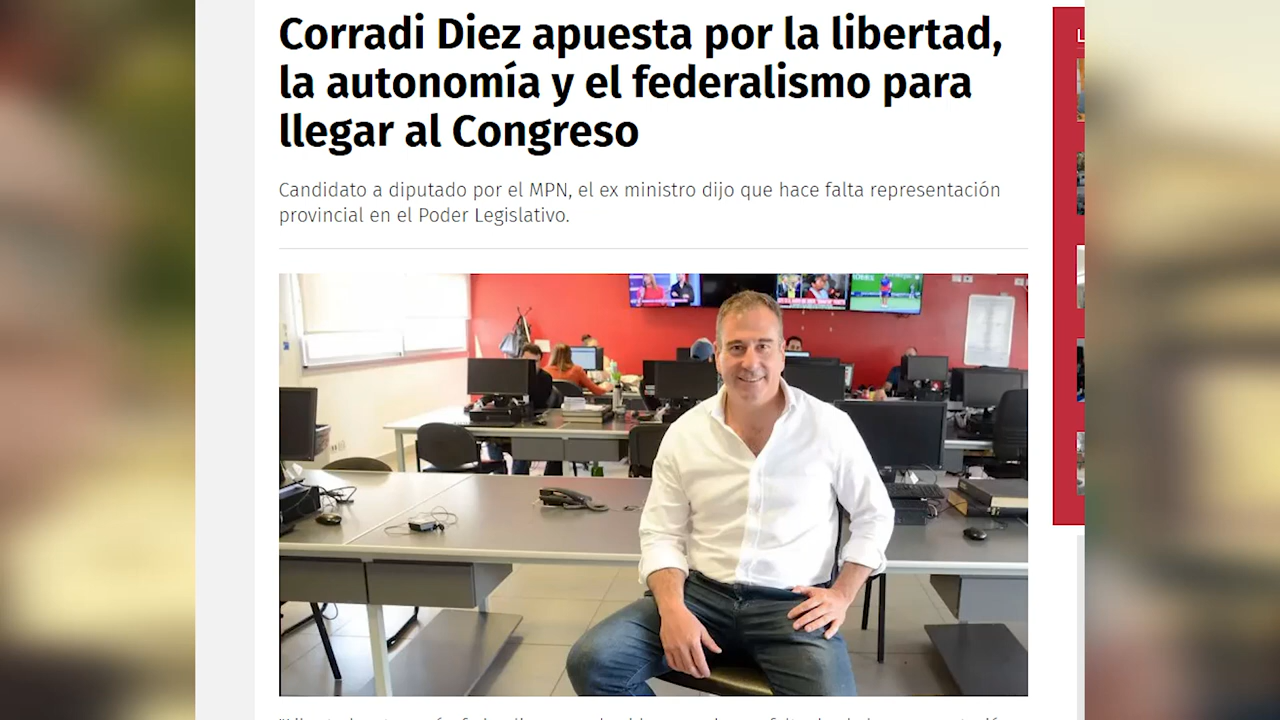 Corradi Diez apuesta por la libertad,
la autonomía y el federalismo para
llegar al Congreso
Candidato a diputado por el MPN, el ex ministro dijo que hace falta representación
provincial en el Poder Legislativo.
L